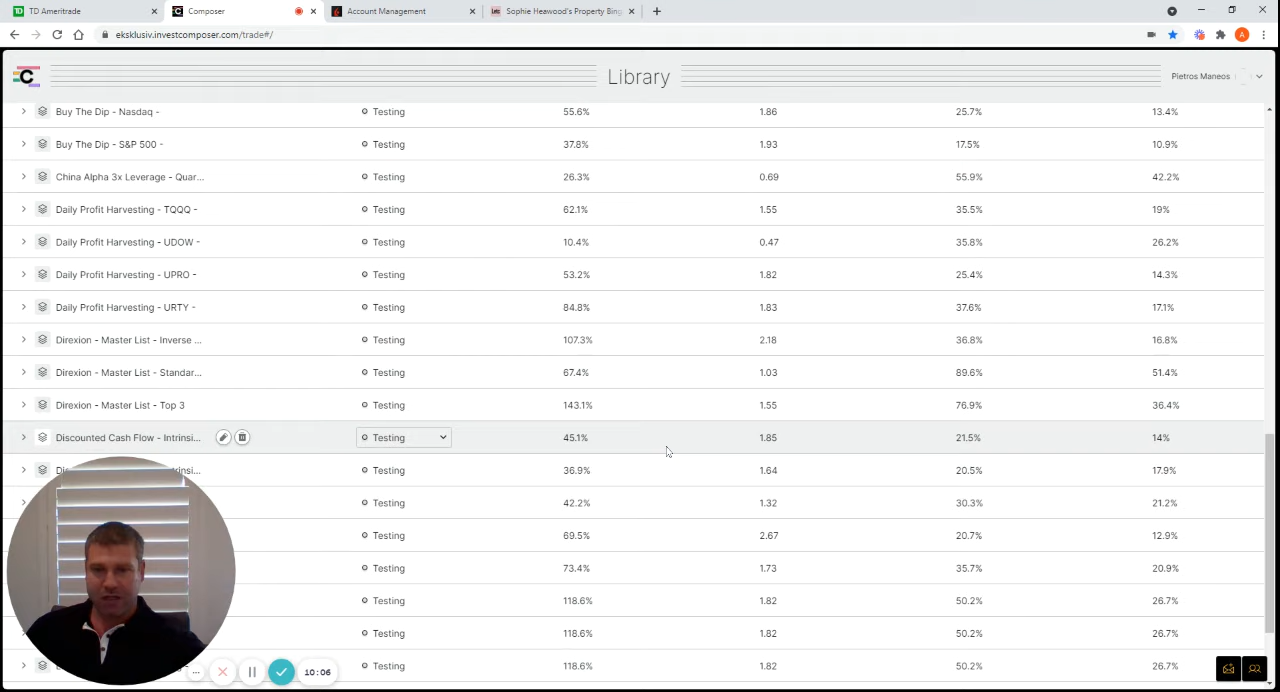 TD Ameritrade
Composer
Account Management
Sophie Heawood's Property Bing
eksklusiv.investcomposer.com/trade#/
A
C
Library
Pietros Maneos
Buy The Dip - Nasdaq - Testing 55.6% 1.86 25.7% 13.4%
Buy The Dip - S&P 500 - Testing 37.8% 1.93 17.5% 10.9%
China Alpha 3x Leverage - Quar... Testing 26.3% 0.69 55.9% 42.2%
Daily Profit Harvesting - TQQQ - Testing 62.1% 1.55 35.5% 19%
Daily Profit Harvesting - UDOW - Testing 10.4% 0.47 35.8% 26.2%
Daily Profit Harvesting - UPRO - Testing 53.2% 1.82 25.4% 14.3%
Daily Profit Harvesting - URTY - Testing 84.8% 1.83 37.6% 17.1%
Direxion - Master List - Inverse ... Testing 107.3% 2.18 36.8% 16.8%
Direxion - Master List - Standar... Testing 67.4% 1.03 89.6% 51.4%
Direxion - Master List - Top 3 Testing 143.1% 1.55 76.9% 36.4%
Discounted Cash Flow - Intrinsi... Testing 45.1% 1.85 21.5% 14%
Testing 36.9% 1.64 20.5% 17.9%
Testing 42.2% 1.32 30.3% 21.2%
Testing 69.5% 2.67 20.7% 12.9%
Testing 73.4% 1.73 35.7% 20.9%
Testing 118.6% 1.82 50.2% 26.7%
Testing 118.6% 1.82 50.2% 26.7%
Testing 118.6% 1.82 50.2% 26.7%
10:06